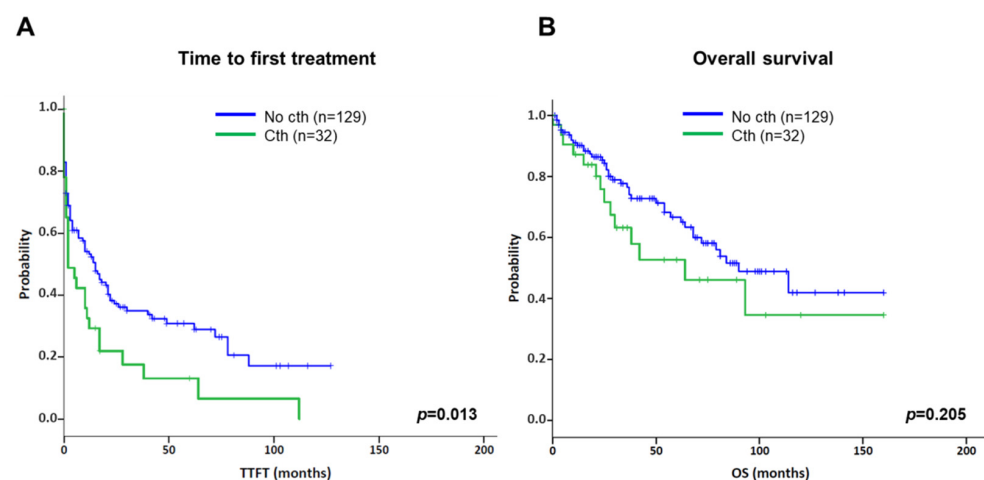 A
Time to first treatment
No cth (n=129)
Cth (n=32)
Probability
1.0
0.8
0.6
0.4
0.2
0.0
p=0.013
0 50 100 150 200
TTFT (months)
B
Overall survival
No cth (n=129)
Cth (n=32)
Probability
1.0
0.8
0.6
0.4
0.2
0.0
p=0.205
0 50 100 150 200
OS (months)